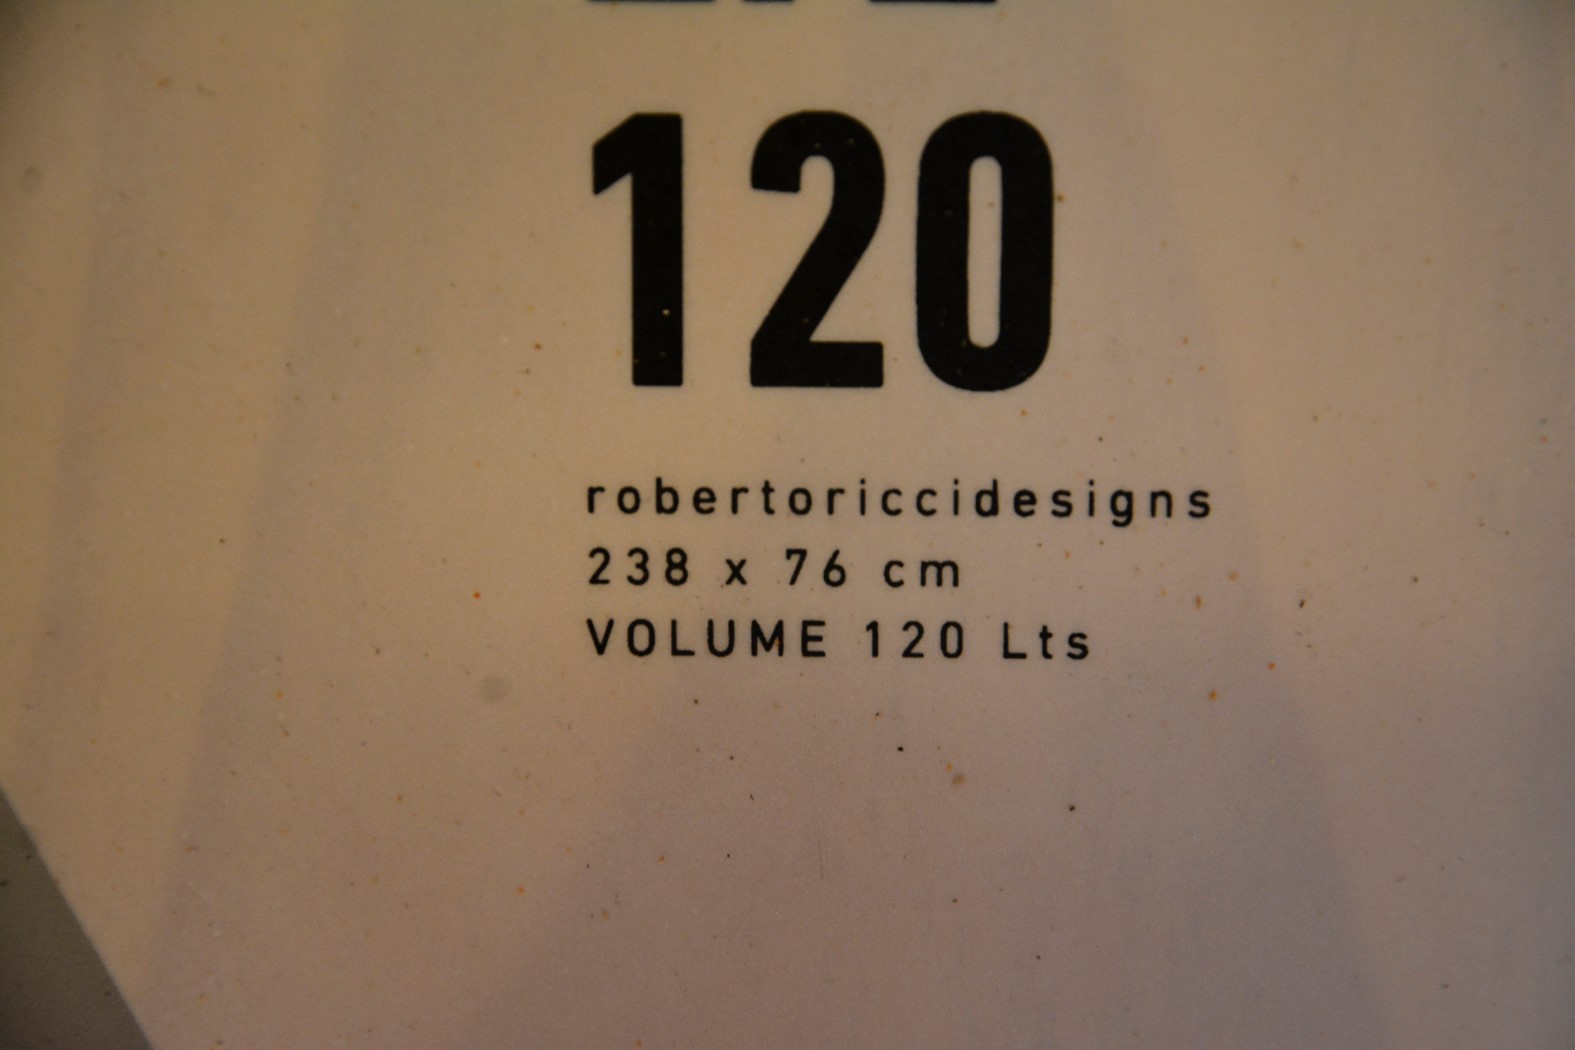 120
robertoriccidesigns
238 x 76 cm
VOLUME 120 Lts